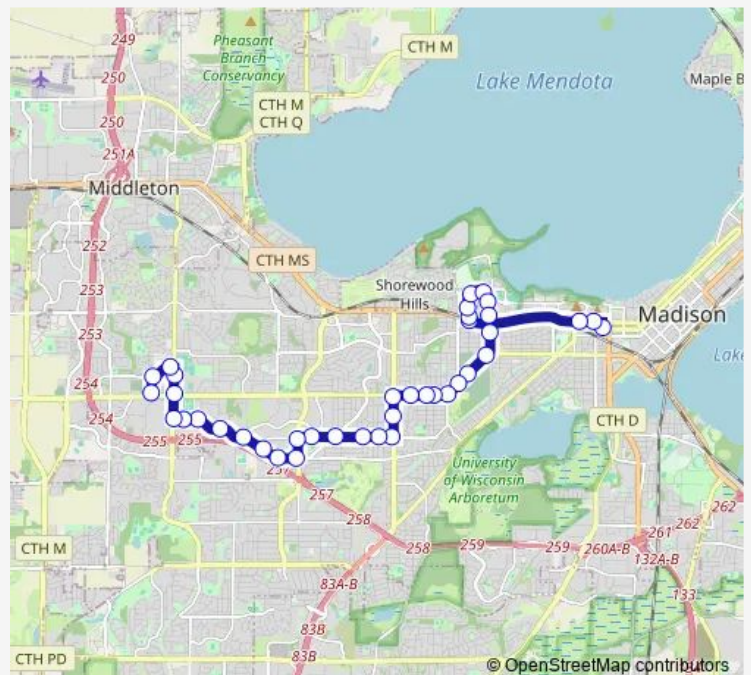 249
Pheasant
Branch
Conservancy
CTH M
250
Lake Mendota
Maple B
CTH M
CTH Q
250
251A
Middleton
252
CTH MS
253
Shorewood
Hills
Madison
253
Lake
254
254
CTH D
255
255
257
University
of Wisconsin
Arboretum
258
262
262
261
CTH M
258
259
259
260A-B
132A-B
83A-B
133
83B
83B
CTH PD
© OpenStreetMap contributors